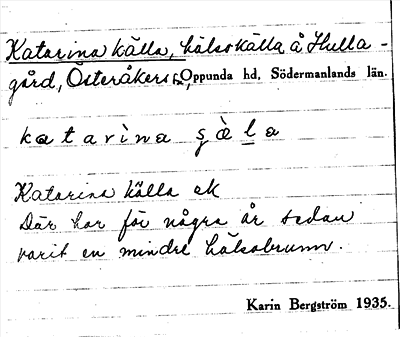 Katarina källa, hälsokälla å Hulla-
gård, Österåkers s., Oppunda hd, Södermanlands län.
katarina
Katarina källa ek
Där har för några år sedan
varit en mindre hälsobrunn.
Karin Bergström 1935.